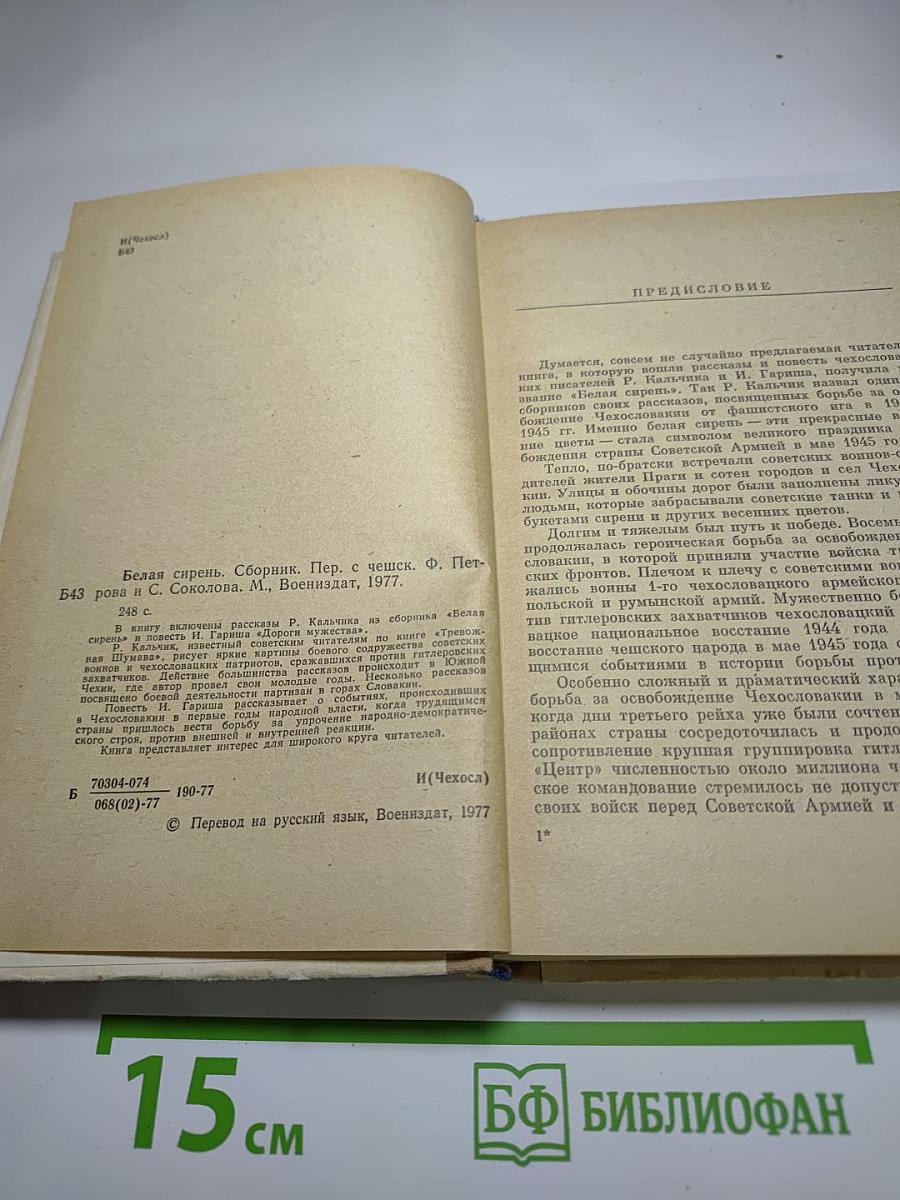 И(Чехосл)
Б43
Белая сирень. Сборник. Пер. с чешск. Ф. Пет-
Б43 рова и С. Соколова. М., Воениздат, 1977.
248 с.
В книгу включены рассказы Р. Кальчика из сборника «Белая
сирень» и повесть И. Гариша «Дороги мужества».
Р. Кальчик, известный советским читателям по книге «Тревож-
ная Шумава», рисует яркие картины боевого содружества советских
воинов и чехословацких патриотов, сражавшихся против гитлеровских
захватчиков. Действие большинства рассказов происходит в Южной
Чехии, где автор провел свои молодые годы. Несколько рассказов
посвящено боевой деятельности партизан в горах Словакии.
Повесть И. Гариша рассказывает о событиях, происходивших
в Чехословакии в первые годы народной власти, когда трудящимся
страны пришлось вести борьбу за упрочение народно-демократиче-
ского строя, против внешней и внутренней реакции.
Книга представляет интерес для широкого круга читателей.
Б 70304-074 190-77
068(02)-77
И(Чехосл)
© Перевод на русский язык, Воениздат, 1977
ПРЕДИСЛОВИЕ
Думается, совсем не случайно предлагаемая читател
книга, в которую вошли рассказы и повесть чехослова
ких писателей Р. Кальчика и И. Гариша, получила
звание «Белая сирень». Так Р. Кальчик назвал один
сборников своих рассказов, посвященных борьбе за о
бождение Чехословакии от фашистского ига в 19
1945 гг. Именно белая сирень — эти прекрасные в
ние цветы — стала символом великого праздника
бождения страны Советской Армией в мае 1945 го
Тепло, по-братски встречали советских воинов-о
дителей жители Праги и сотен городов и сел Чехо
кии. Улицы и обочины дорог были заполнены лику
людьми, которые забрасывали советские танки и
букетами сирени и других весенних цветов.
Долгим и тяжелым был путь к победе. Восемь
продолжалась героическая борьба за освобожден
словакии, в которой приняли участие войска т
ских фронтов. Плечом к плечу с советскими во
жались воины 1-го чехословацкого армейског
польской и румынской армий. Мужественно бо
тив гитлеровских захватчиков чехословацкий
вацкое национальное восстание 1944 года
восстание чешского народа в мае 1945 года с
щимися событиями в истории борьбы прот
Особенно сложный и драматический хара
борьба за освобождение Чехословакии в м
когда дни третьего рейха уже были сочтен
районах страны сосредоточилась и продо
сопротивление крупная группировка гитл
«Центр» численностью около миллиона ч
ское командование стремилось не допуст
своих войск перед Советской Армией и
1*
15 см
БФ БИБЛИОФАН